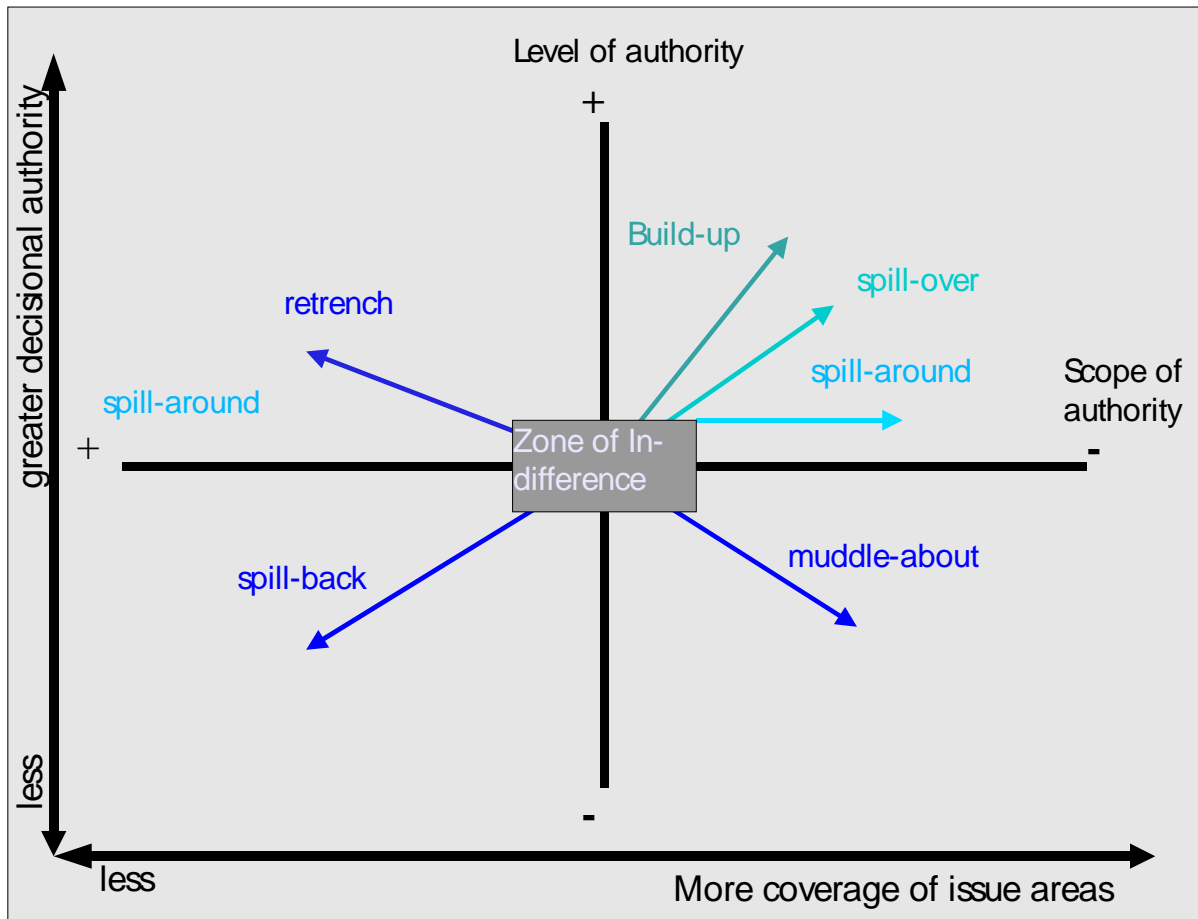 Level of authority
+
greater decisional authority
Build-up
spill-over
retrench
spill-around
Scope of
authority
spill-around
+
-
Zone of In-
difference
spill-back
muddle-about
less
-
less
More coverage of issue areas